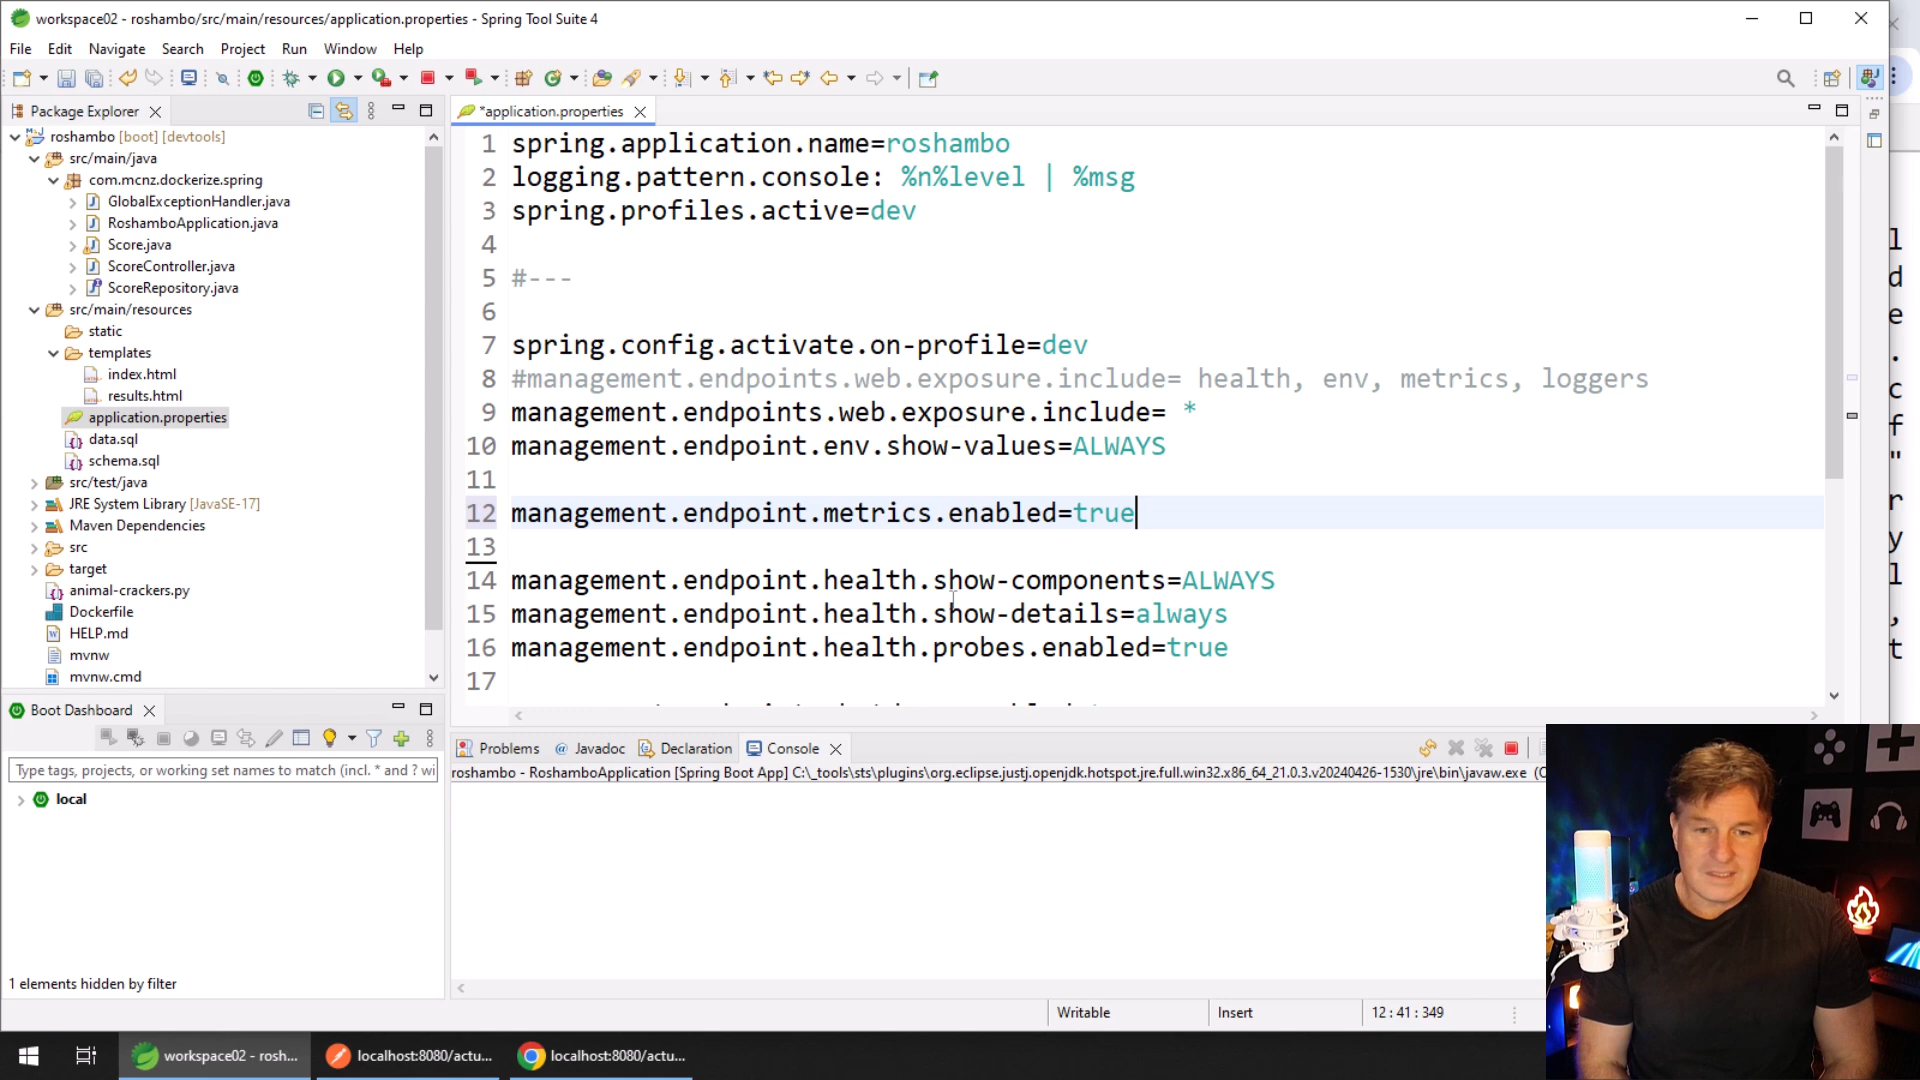 workspace02 - roshambo/src/main/resources/application.properties - Spring Tool Suite 4
File Edit Navigate Search Project Run Window Help
Package Explorer
*application.properties
roshambo [boot] [devtools]
src/main/java
com.mcnz.dockerize.spring
GlobalExceptionHandler.java
RoshamboApplication.java
Score.java
ScoreController.java
ScoreRepository.java
src/main/resources
static
templates
index.html
results.html
application.properties
data.sql
schema.sql
src/test/java
JRE System Library [JavaSE-17]
Maven Dependencies
src
target
animal-crackers.py
Dockerfile
HELP.md
mvnw
mvnw.cmd
1 spring.application.name=roshambo
2 logging.pattern.console: %n%level | %msg
3 spring.profiles.active=dev
4
5 #---
6
7 spring.config.activate.on-profile=dev
8 #management.endpoints.web.exposure.include= health, env, metrics, loggers
9 management.endpoints.web.exposure.include= *
10 management.endpoint.env.show-values=ALWAYS
11
12 management.endpoint.metrics.enabled=true
13
14 management.endpoint.health.show-components=ALWAYS
15 management.endpoint.health.show-details=always
16 management.endpoint.health.probes.enabled=true
17
l
d
e
.
c
f
"
r
y
l
,
t
Boot Dashboard
Type tags, projects, or working set names to match (incl. * and ? wi
local
1 elements hidden by filter
Problems Javadoc Declaration Console
roshambo - RoshamboApplication [Spring Boot App] C:\_tools\sts\plugins\org.eclipse.justj.openjdk.hotspot.jre.full.win32.x86_64_21.0.3.v20240426-1530\jre\bin\javaw.exe (
Writable Insert 12 : 41 : 349
workspace02 - rosh... localhost:8080/actu... localhost:8080/actu...